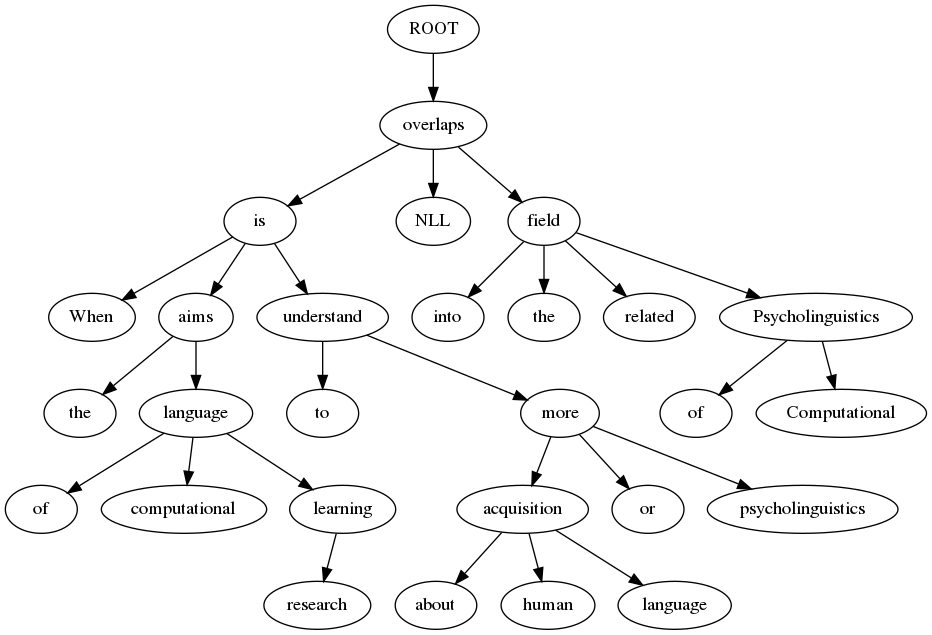 ROOT
overlaps
is NLL field
When aims understand into the related Psycholinguistics
the language to more of Computational
of computational learning acquisition or psycholinguistics
research about human language